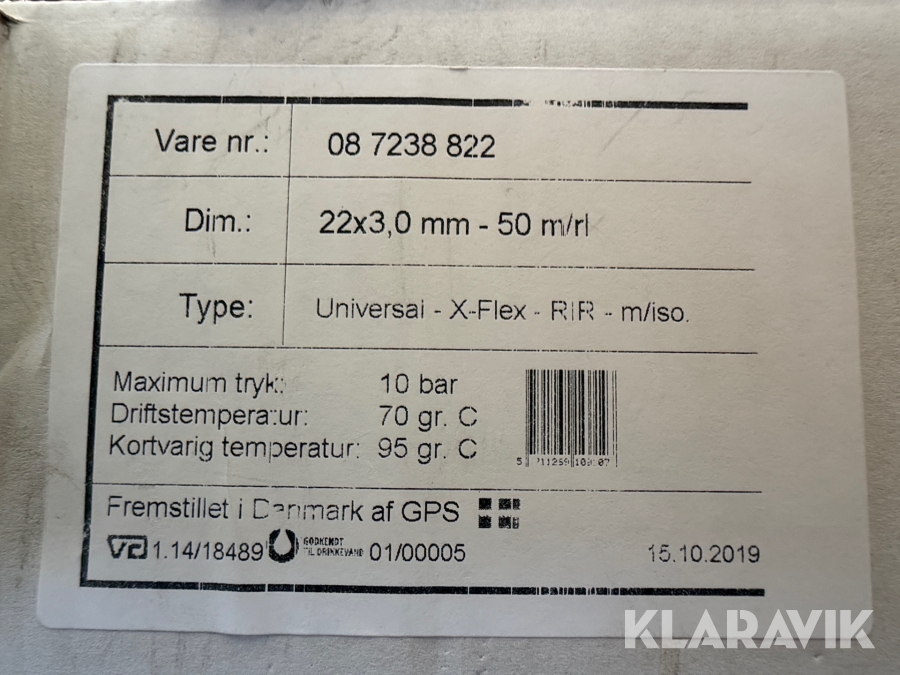 Vare nr.: 08 7238 822
Dim.: 22x3,0 mm - 50 m/rl
Type: Universal - X-Flex - RIR - m/iso.
Maximum tryk: 10 bar
Driftstemperatur: 70 gr. C
Kortvarig temperatur: 95 gr. C
Fremstillet i Danmark af GPS
VA 1.14/18489 GODKENDT TIL DRIKKEVAND 01/00005 15.10.2019
KLARAVIK